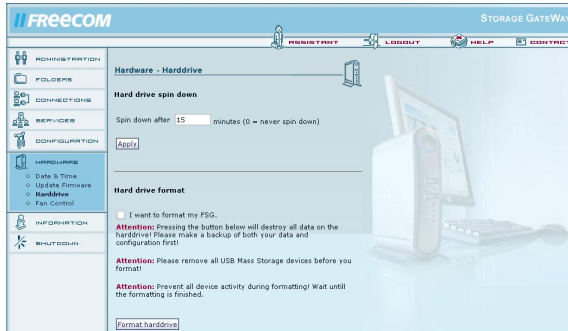 FREECOM
STORAGE GATEWAY
ASSISTANT LOGOUT HELP CONTACT
ADMINISTRATION
FOLDERS
CONNECTIONS
SERVICES
CONFIGURATION
HARDWARE
Date & Time
Update Firmware
Harddrive
Fan Control
INFORMATION
SHUTDOWN
Hardware - Harddrive
Hard drive spin down
Spin down after 15 minutes (0 = never spin down)
Apply
Hard drive format
I want to format my FSG.
Attention: Pressing the button below will destroy all data on the
harddrive! Please make a backup of both your data and
configuration first!
Attention: Please remove all USB Mass Storage devices before you
format!
Attention: Prevent all device activity during formatting! Wait untill
the formatting is finished.
Format harddrive